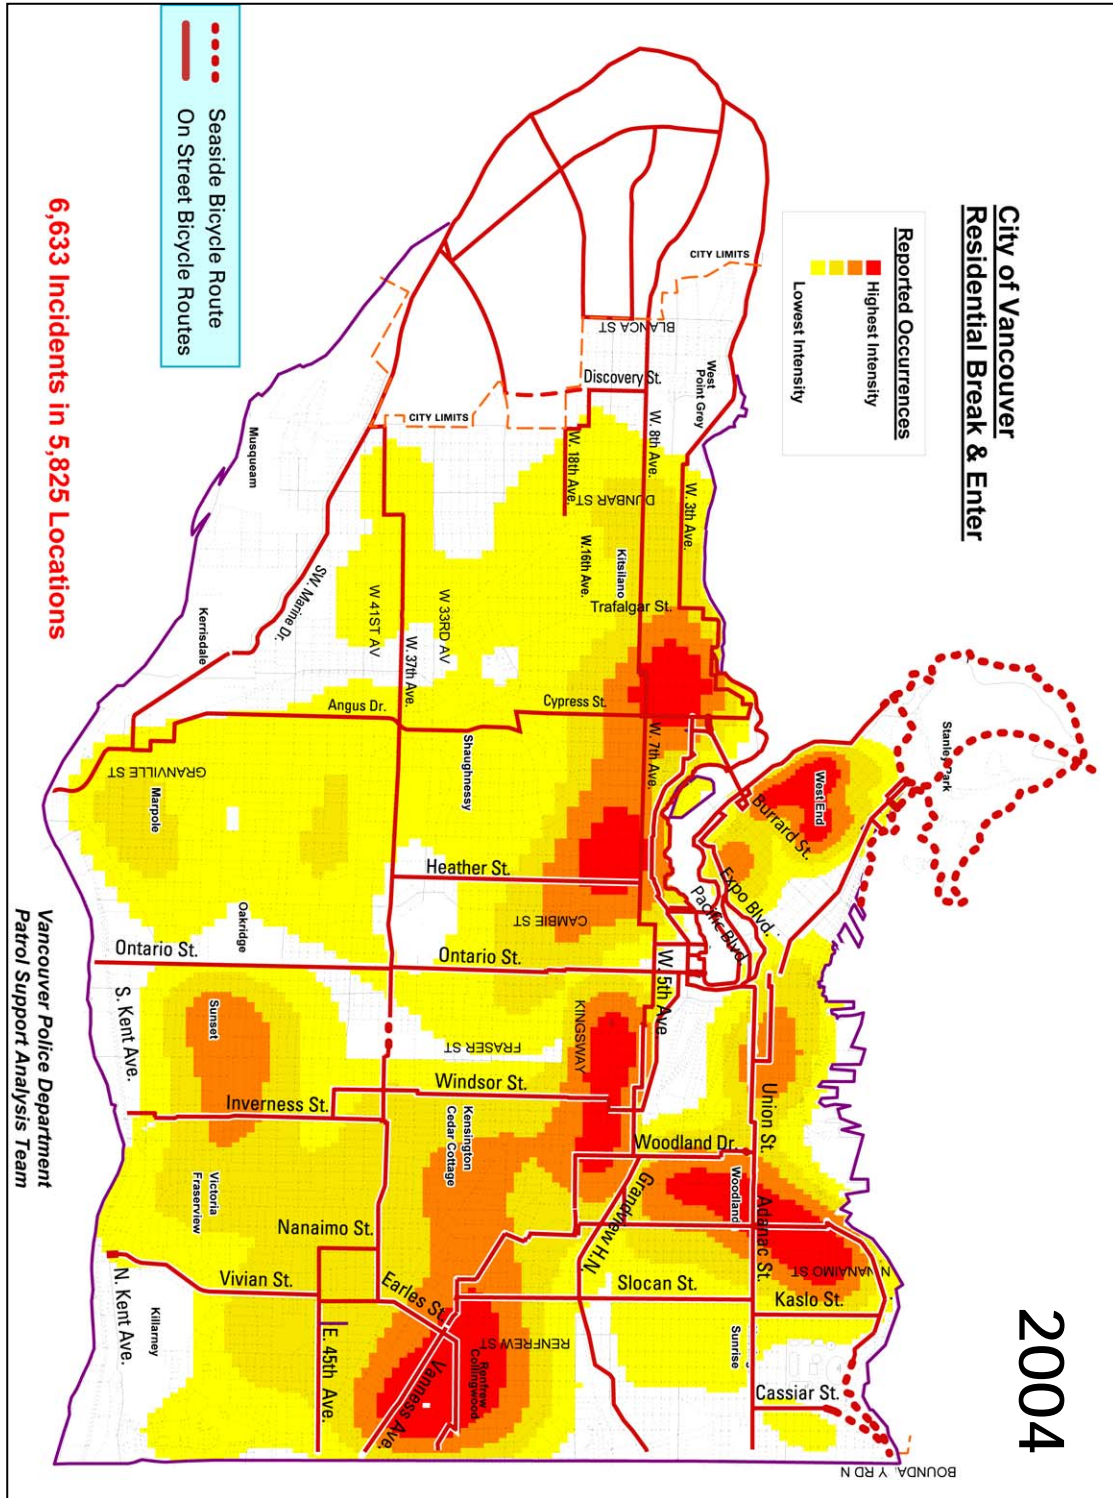 City of Vancouver
Residential Break & Enter
2004
Reported Occurrences
Highest Intensity
Lowest Intensity
Stanley Park
West End
Burrard St.
Expo Blvd.
Pacific Blvd
CITY LIMITS
West
Point Grey
BLANCA ST
Discovery St.
W. 8th Ave.
W. 3th Ave.
DUNBAR ST
W. 18th Ave.
W.16th Ave.
Kitsilano
Trafalgar St.
Cypress St.
W. 7th Ave.
W. 5th Ave.
CITY LIMITS
Musqueam
SW. Marine Dr.
Kerrisdale
W 41ST AV
W 33RD AV
W. 37th Ave.
Angus Dr.
Shaughnessy
GRANVILLE ST
Marpole
Heather St.
CAMBIE ST
Oakridge
Ontario St.
Ontario St.
Sunset
S. Kent Ave.
FRASER ST
KINGSWAY
Windsor St.
Inverness St.
Kensington
Cedar Cottage
Union St.
Woodland Dr.
Woodland
Adanac St.
Grandview H.N.
N NANAIMO ST
Victoria
Fraserview
Nanaimo St.
Vivian St.
Earles St.
Slocan St.
Kaslo St.
N. Kent Ave.
Killarney
E. 45th Ave.
Vanness Ave.
Renfrew
Collingwood
RENFREW ST
Sunrise
Cassiar St.
BOUNDA Y RD N
Seaside Bicycle Route
On Street Bicycle Routes
6,633 Incidents in 5,825 Locations
Vancouver Police Department
Patrol Support Analysis Team